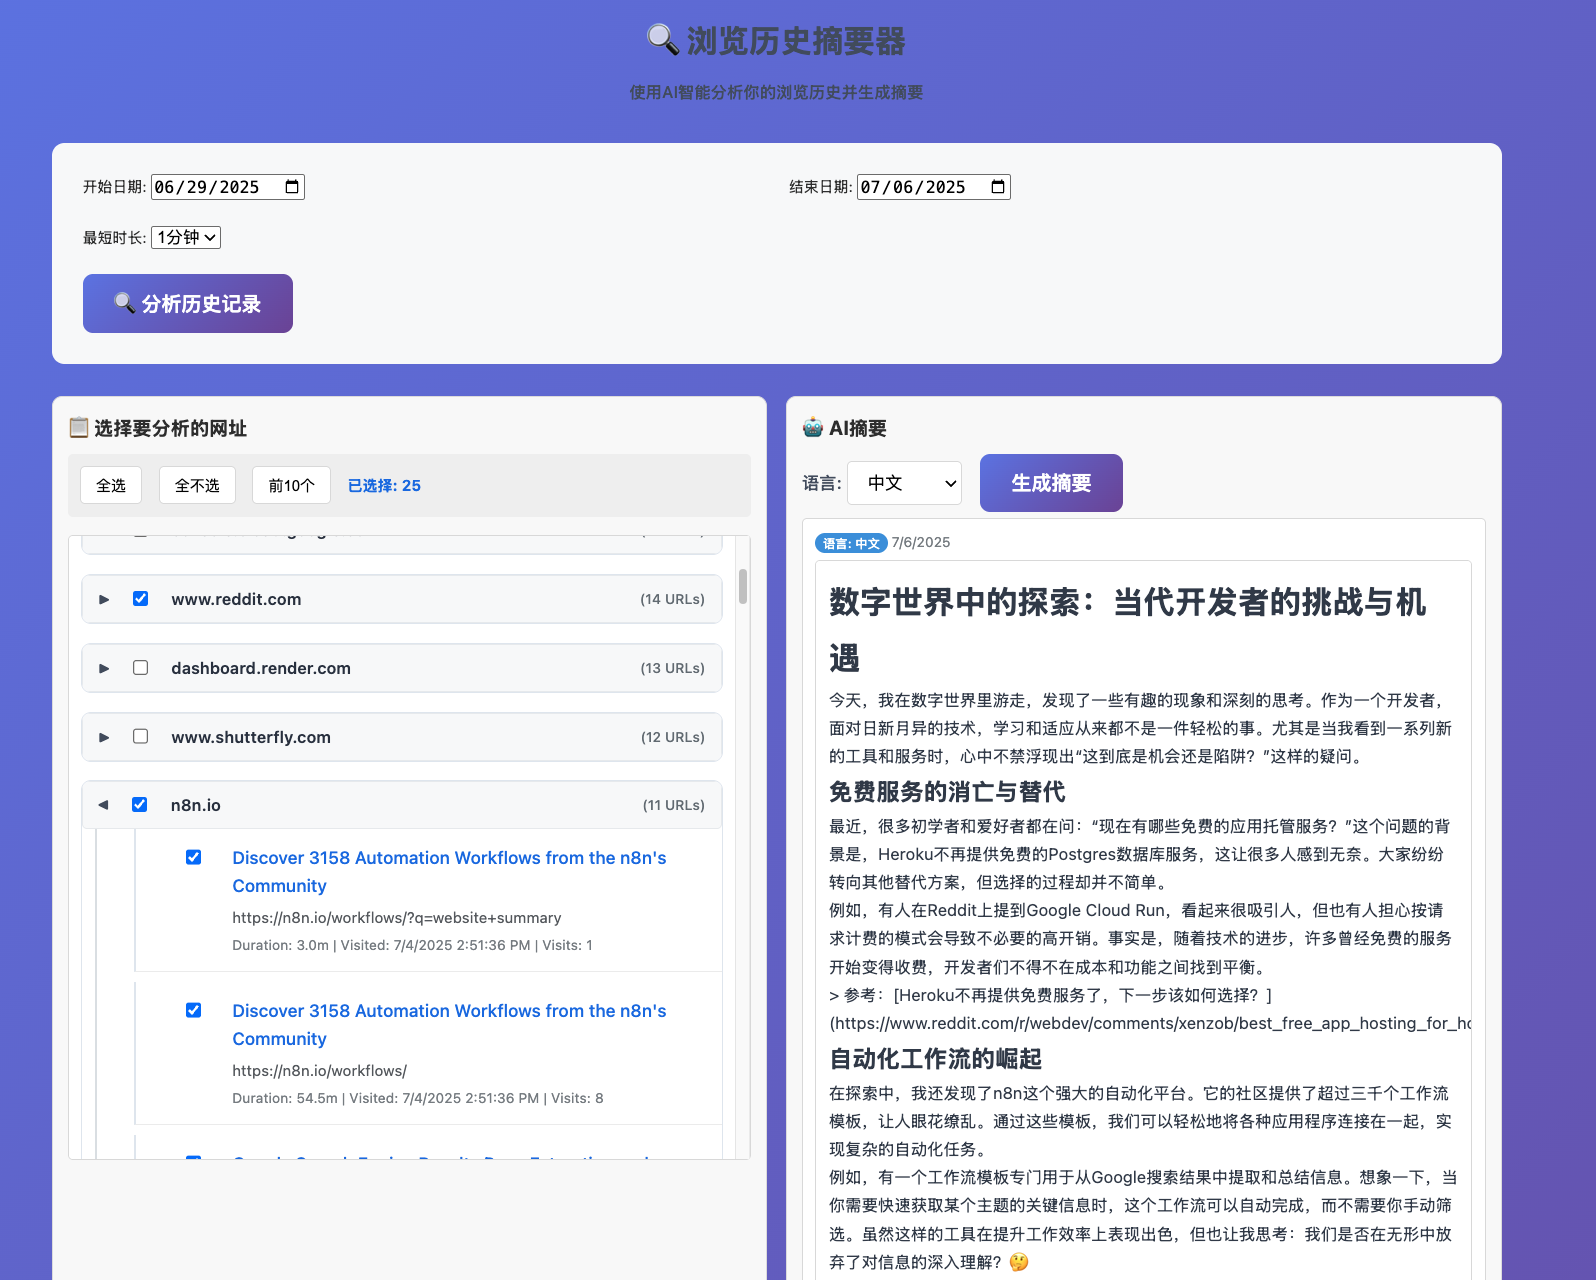 🔍 浏览历史摘要器
使用AI智能分析你的浏览历史并生成摘要
开始日期: 06/29/2025
结束日期: 07/06/2025
最短时长: 1分钟
🔍 分析历史记录
📋 选择要分析的网址
全选 全不选 前10个 已选择: 25
www.reddit.com (14 URLs)
dashboard.render.com (13 URLs)
www.shutterfly.com (12 URLs)
n8n.io (11 URLs)
Discover 3158 Automation Workflows from the n8n's
Community
https://n8n.io/workflows/?q=website+summary
Duration: 3.0m | Visited: 7/4/2025 2:51:36 PM | Visits: 1
Discover 3158 Automation Workflows from the n8n's
Community
https://n8n.io/workflows/
Duration: 54.5m | Visited: 7/4/2025 2:51:36 PM | Visits: 8
🤖 AI摘要
语言: 中文 生成摘要
语言: 中文 7/6/2025
数字世界中的探索：当代开发者的挑战与机
遇
今天，我在数字世界里游走，发现了一些有趣的现象和深刻的思考。作为一个开发者，
面对日新月异的技术，学习和适应从来都不是一件轻松的事。尤其是当我看到一系列新
的工具和服务时，心中不禁浮现出“这到底是机会还是陷阱？”这样的疑问。
免费服务的消亡与替代
最近，很多初学者和爱好者都在问：“现在有哪些免费的应用托管服务？”这个问题的背
景是，Heroku不再提供免费的Postgres数据库服务，这让很多人感到无奈。大家纷纷
转向其他替代方案，但选择的过程却并不简单。
例如，有人在Reddit上提到Google Cloud Run，看起来很吸引人，但也有人担心按请
求计费的模式会导致不必要的高开销。事实是，随着技术的进步，许多曾经免费的服务
开始变得收费，开发者们不得不在成本和功能之间找到平衡。
> 参考：[Heroku不再提供免费服务了，下一步该如何选择？]
(https://www.reddit.com/r/webdev/comments/xenzob/best_free_app_hosting_for_ho
自动化工作流的崛起
在探索中，我还发现了n8n这个强大的自动化平台。它的社区提供了超过三千个工作流
模板，让人眼花缭乱。通过这些模板，我们可以轻松地将各种应用程序连接在一起，实
现复杂的自动化任务。
例如，有一个工作流模板专门用于从Google搜索结果中提取和总结信息。想象一下，当
你需要快速获取某个主题的关键信息时，这个工作流可以自动完成，而不需要你手动筛
选。虽然这样的工具在提升工作效率上表现出色，但也让我思考：我们是否在无形中放
弃了对信息的深入理解？🤔